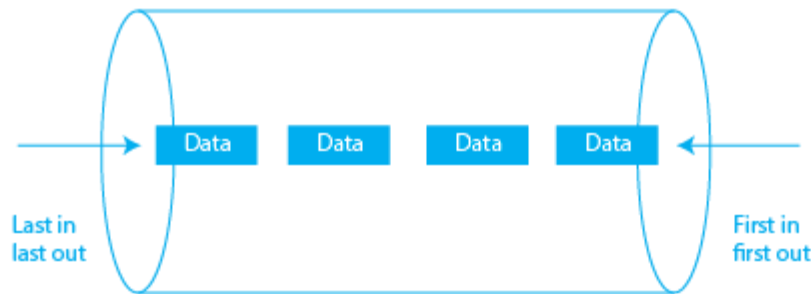 Data Data Data Data
Last in
last out
First in
first out